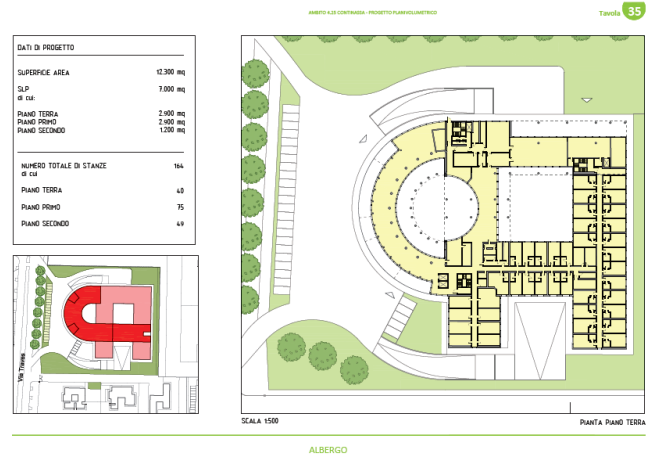 AMBITO 4.25 CONTINASSA - PROGETTO PLANIVOLUMETRICO
Tavola 35
DATI DI PROGETTO
SUPERFICIE AREA 12.300 mq
SLP 7.000 mq
di cui:
PIANO TERRA 2.900 mq
PIANO PRIMO 2.900 mq
PIANO SECONDO 1.200 mq
NUMERO TOTALE DI STANZE 164
di cui
PIANO TERRA 40
PIANO PRIMO 75
PIANO SECONDO 49
Via Traves
SCALA 1:500
PIANTA PIANO TERRA
ALBERGO